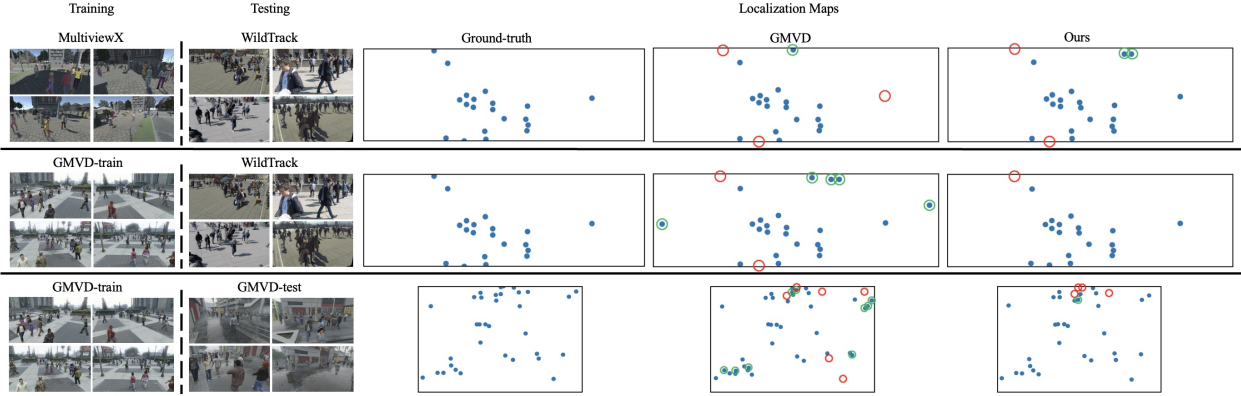 Training Testing Localization Maps
MultiviewX WildTrack Ground-truth GMVD Ours
GMVD-train WildTrack
GMVD-train GMVD-test